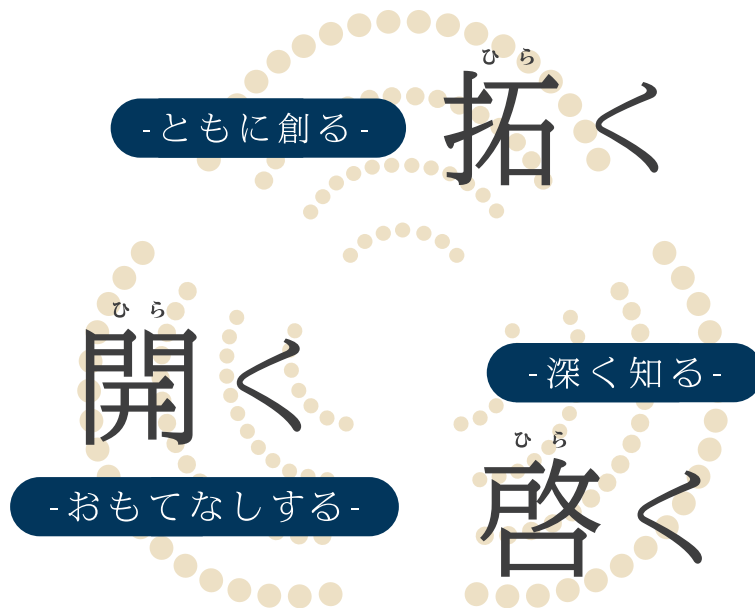 ひら
拓く
-ともに創る-
ひら
開く
-おもてなしする-
-深く知る-
ひら
啓く